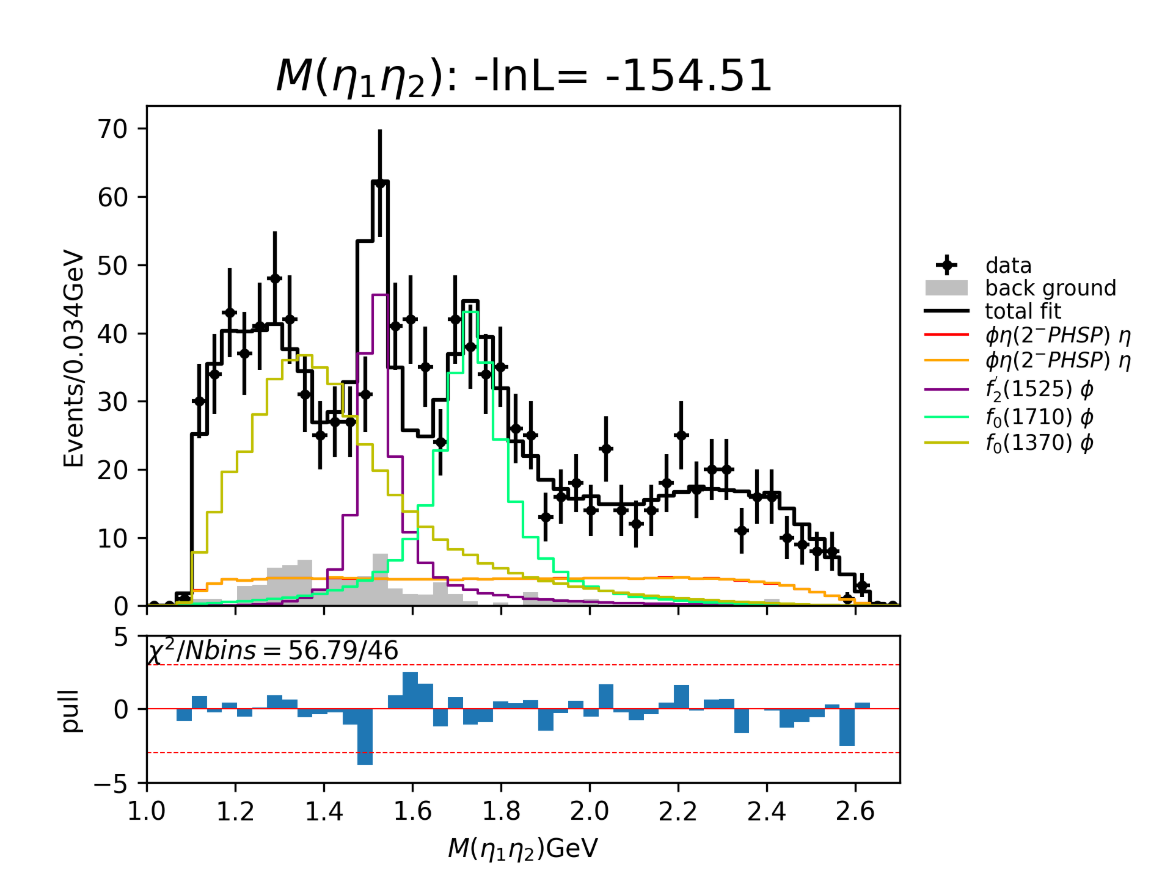 M(η₁η₂): -lnL= -154.51
70
60
50
40
30
20
10
0
Events/0.034GeV
data
back ground
total fit
ϕη(2⁻PHSP) η
ϕη(2⁻PHSP) η
f₂′(1525) ϕ
f₀(1710) ϕ
f₀(1370) ϕ
χ²/Nbins = 56.79/46
5
0
−5
pull
1.0 1.2 1.4 1.6 1.8 2.0 2.2 2.4 2.6
M(η₁η₂)GeV